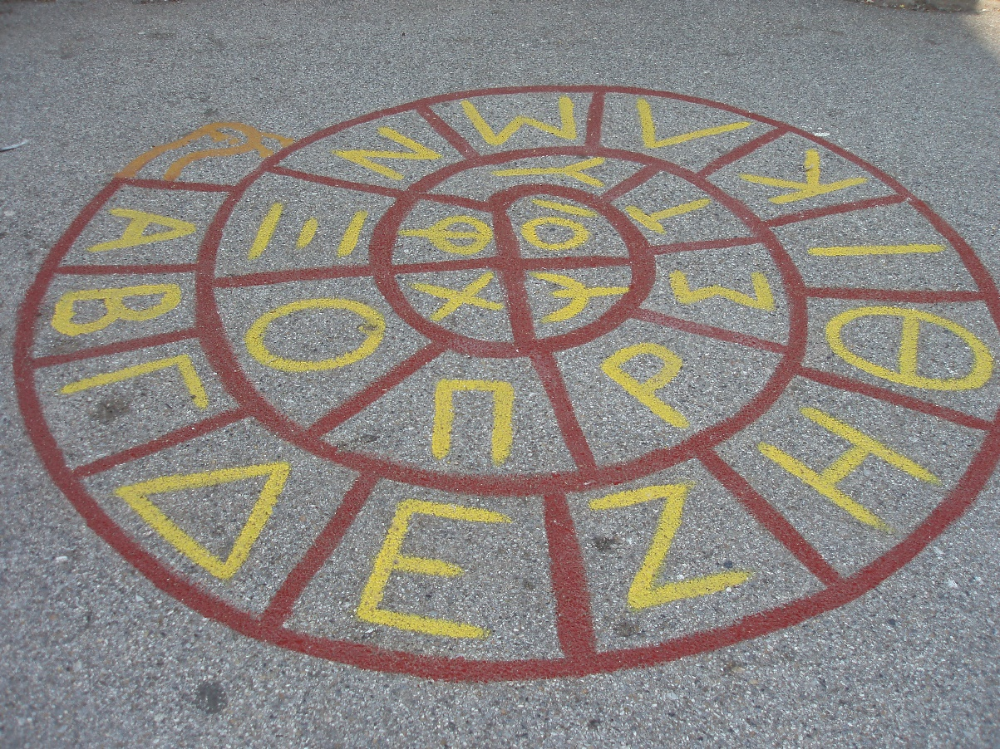 Α Β Γ Δ Ε Ζ Η Θ Ι Κ Λ Μ Ν Ξ Ο Π Ρ Σ Τ Υ Φ Χ Ψ Ω